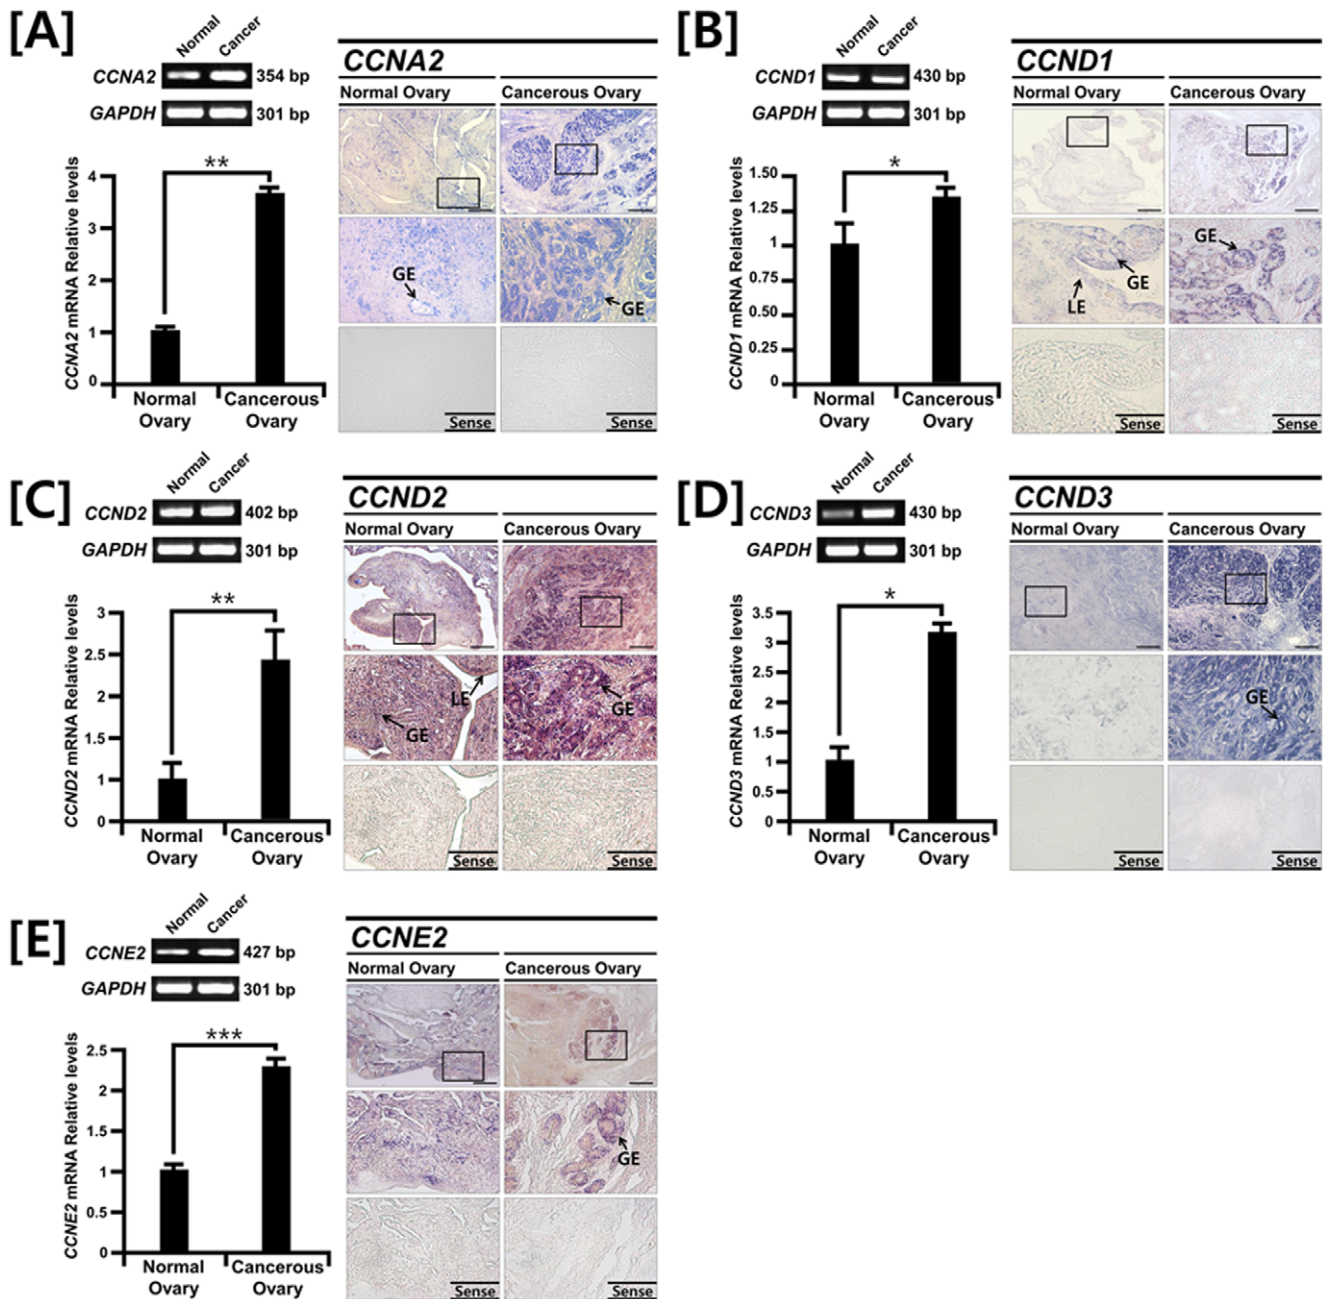 [A]
Normal Cancer
CCNA2 354 bp
GAPDH 301 bp
CCNA2 mRNA Relative levels
4
3
2
1
0
**
Normal Ovary
Cancerous Ovary
CCNA2
Normal Ovary Cancerous Ovary
GE
GE
Sense Sense
[B]
Normal Cancer
CCND1 430 bp
GAPDH 301 bp
CCND1 mRNA Relative levels
1.50
1.25
1
0.75
0.50
0.25
0
*
Normal Ovary
Cancerous Ovary
CCND1
Normal Ovary Cancerous Ovary
GE
GE
LE
Sense Sense
[C]
Normal Cancer
CCND2 402 bp
GAPDH 301 bp
CCND2 mRNA Relative levels
3
2.5
2
1.5
1
0.5
0
**
Normal Ovary
Cancerous Ovary
CCND2
Normal Ovary Cancerous Ovary
LE
GE
GE
Sense Sense
[D]
Normal Cancer
CCND3 430 bp
GAPDH 301 bp
CCND3 mRNA Relative levels
3.5
3
2.5
2
1.5
1
0.5
0
*
Normal Ovary
Cancerous Ovary
CCND3
Normal Ovary Cancerous Ovary
GE
Sense Sense
[E]
Normal Cancer
CCNE2 427 bp
GAPDH 301 bp
CCNE2 mRNA Relative levels
2.5
2
1.5
1
0.5
0
***
Normal Ovary
Cancerous Ovary
CCNE2
Normal Ovary Cancerous Ovary
GE
Sense Sense